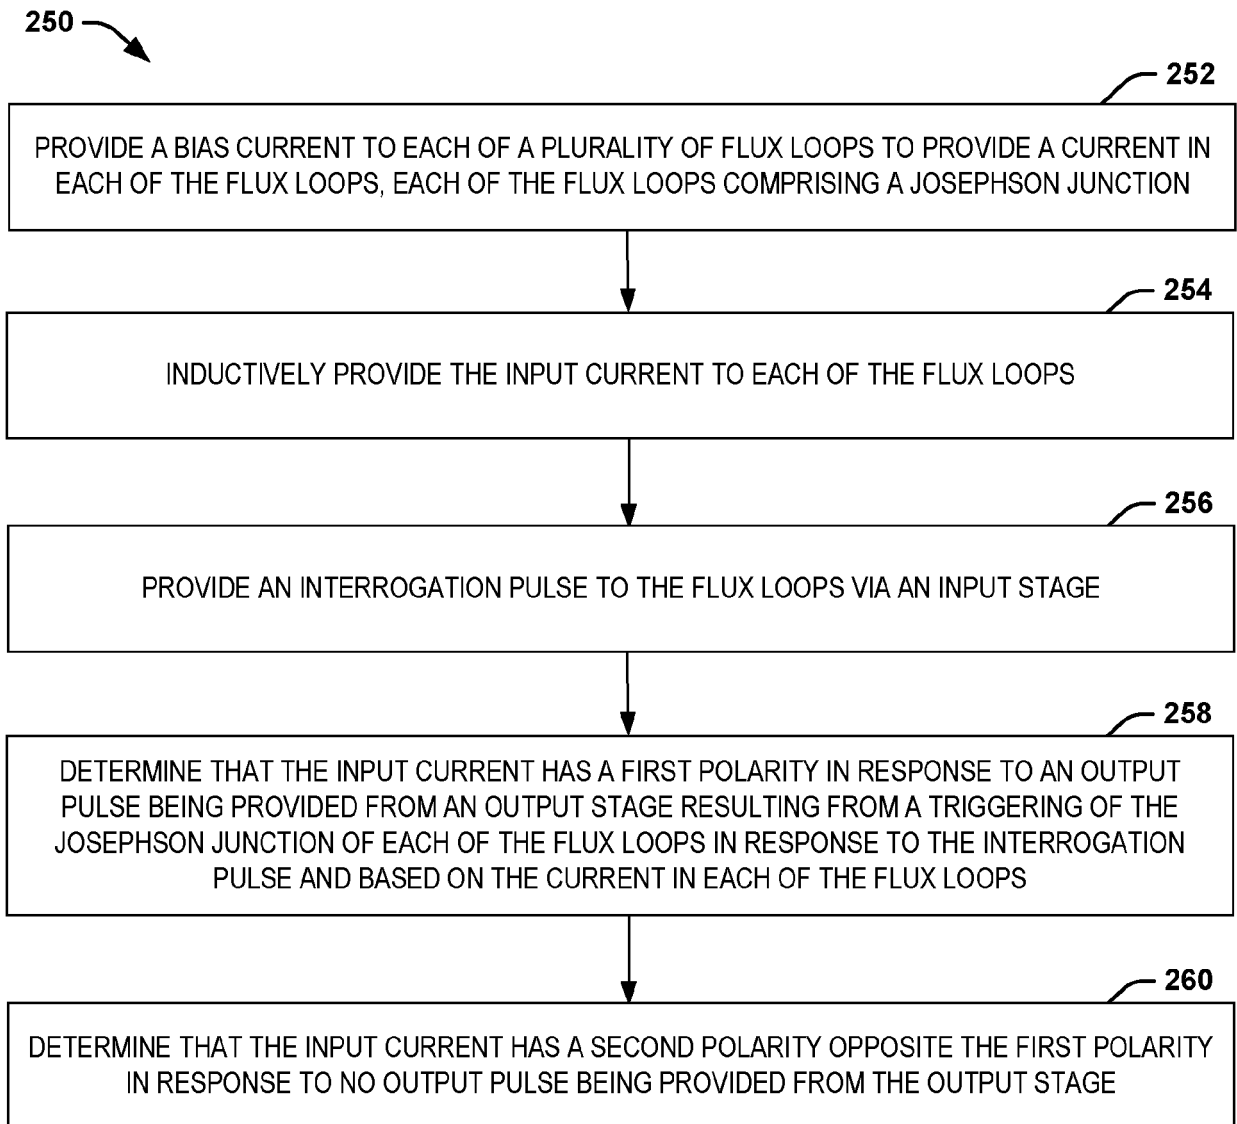 250
252
PROVIDE A BIAS CURRENT TO EACH OF A PLURALITY OF FLUX LOOPS TO PROVIDE A CURRENT IN
EACH OF THE FLUX LOOPS, EACH OF THE FLUX LOOPS COMPRISING A JOSEPHSON JUNCTION
254
INDUCTIVELY PROVIDE THE INPUT CURRENT TO EACH OF THE FLUX LOOPS
256
PROVIDE AN INTERROGATION PULSE TO THE FLUX LOOPS VIA AN INPUT STAGE
258
DETERMINE THAT THE INPUT CURRENT HAS A FIRST POLARITY IN RESPONSE TO AN OUTPUT
PULSE BEING PROVIDED FROM AN OUTPUT STAGE RESULTING FROM A TRIGGERING OF THE
JOSEPHSON JUNCTION OF EACH OF THE FLUX LOOPS IN RESPONSE TO THE INTERROGATION
PULSE AND BASED ON THE CURRENT IN EACH OF THE FLUX LOOPS
260
DETERMINE THAT THE INPUT CURRENT HAS A SECOND POLARITY OPPOSITE THE FIRST POLARITY
IN RESPONSE TO NO OUTPUT PULSE BEING PROVIDED FROM THE OUTPUT STAGE